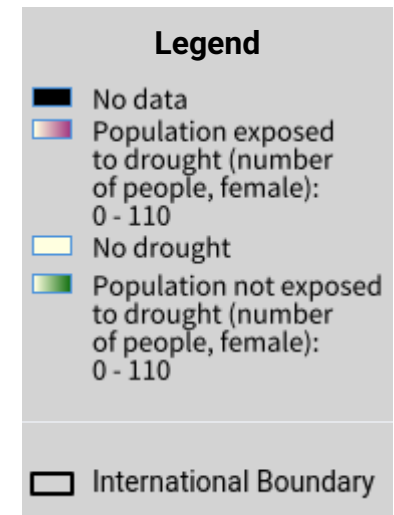 Legend
No data
Population exposed
to drought (number
of people, female):
0 - 110
No drought
Population not exposed
to drought (number
of people, female):
0 - 110
International Boundary